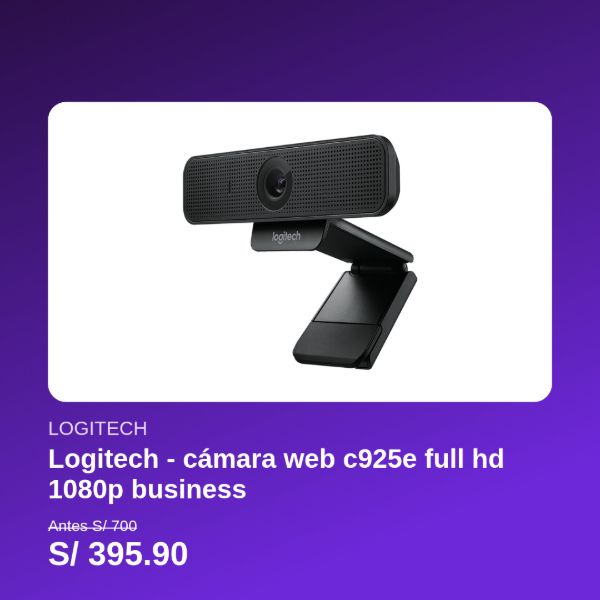 logitech
LOGITECH
Logitech - cámara web c925e full hd
1080p business
Antes S/ 700
S/ 395.90